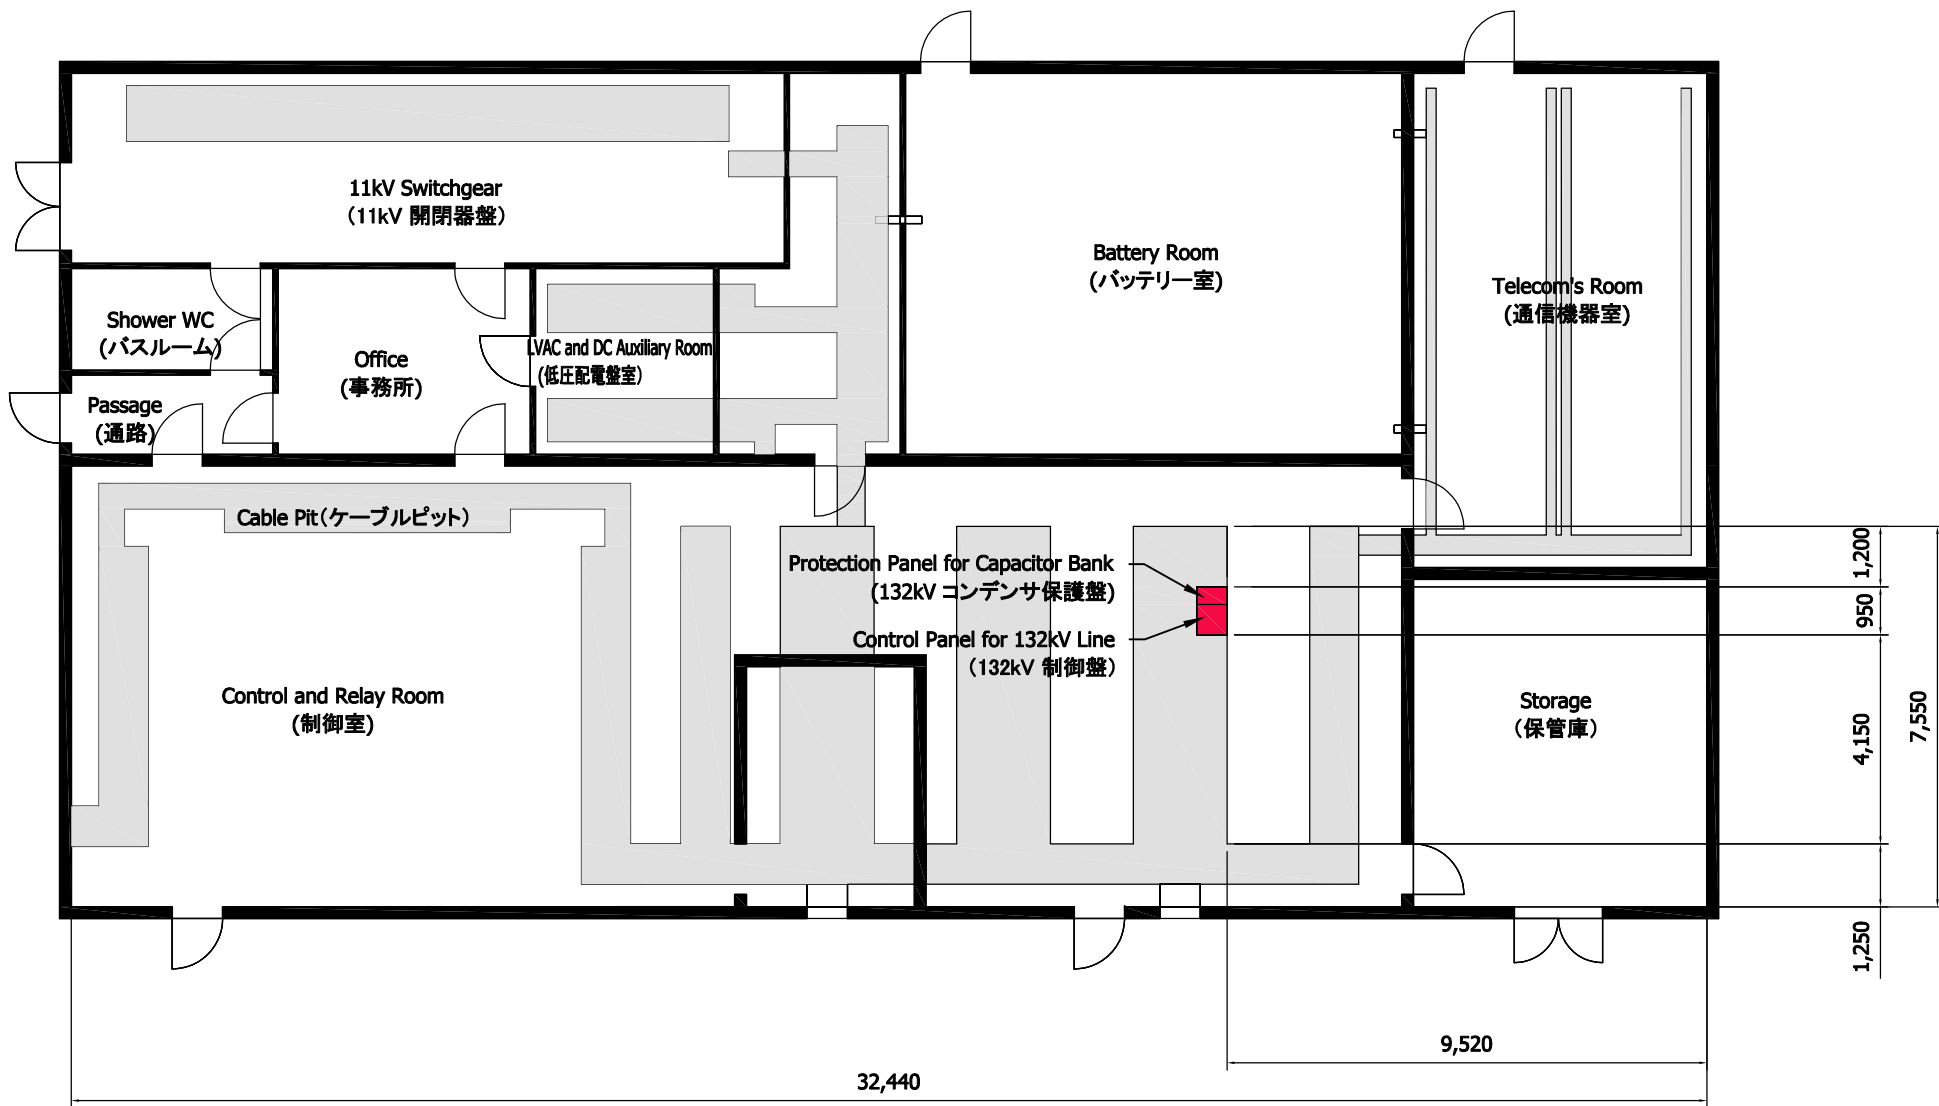 11kV Switchgear
（11kV 開閉器盤）
Battery Room
(バッテリー室)
Telecom's Room
(通信機器室)
Shower WC
(バスルーム)
Office
(事務所)
LVAC and DC Auxiliary Room
(低圧配電盤室)
Passage
(通路)
Cable Pit（ケーブルピット）
Protection Panel for Capacitor Bank
(132kV コンデンサ保護盤)
Control Panel for 132kV Line
（132kV 制御盤）
Control and Relay Room
(制御室)
Storage
（保管庫）
1,200
950
4,150
7,550
1,250
9,520
32,440